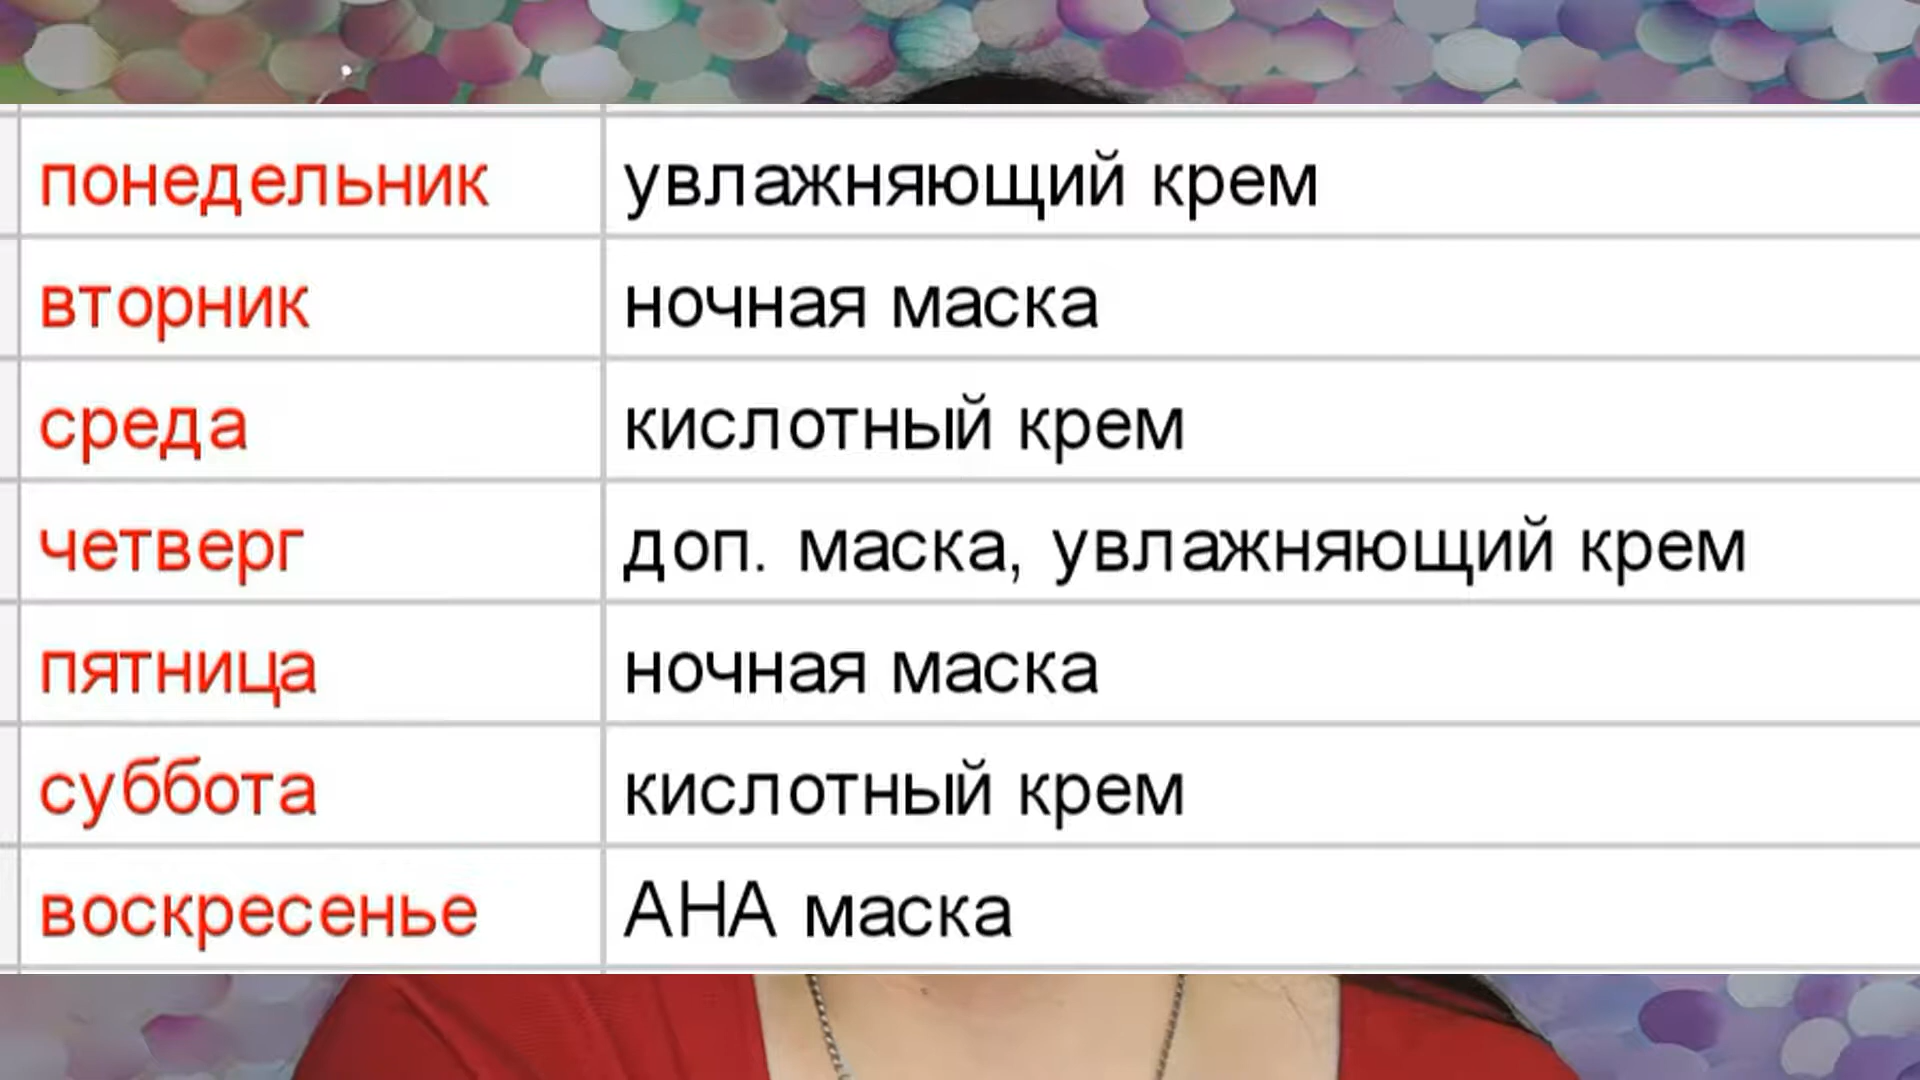 понедельник увлажняющий крем
вторник ночная маска
среда кислотный крем
четверг доп. маска, увлажняющий крем
пятница ночная маска
суббота кислотный крем
воскресенье АНА маска